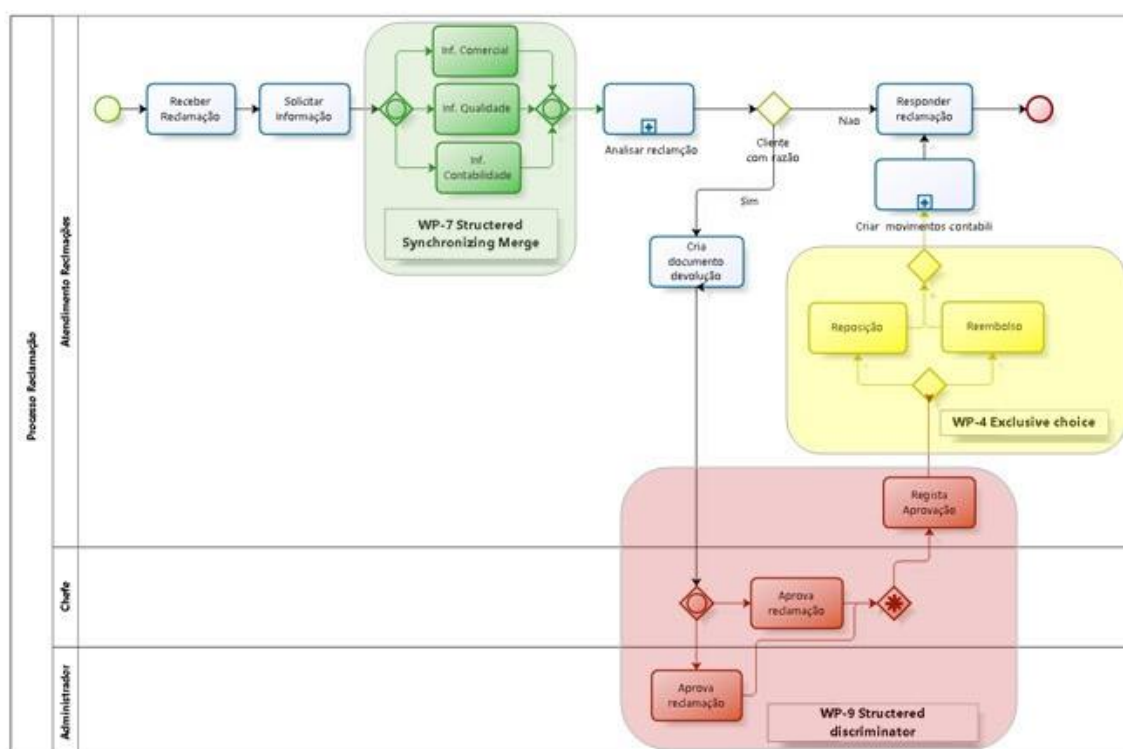 Processo Reclamação
Atendimento Reclmações
Chefe
Administrador
Receber
Reclamação
Solicitar
Informação
Inf. Comercial
Inf. Qualidade
Inf.
Contabilidade
WP-7 Structered
Synchronizing Merge
Analisar reclamção
Cliente
com razão
Nao
Sim
Responder
reclamação
Criar movimentos contabili
Cria
documento
devolução
Reposição
Reembolso
WP-4 Exclusive choice
Regista
Aprovação
Aprova
reclamação
Aprova
reclamação
WP-9 Structered
discriminator